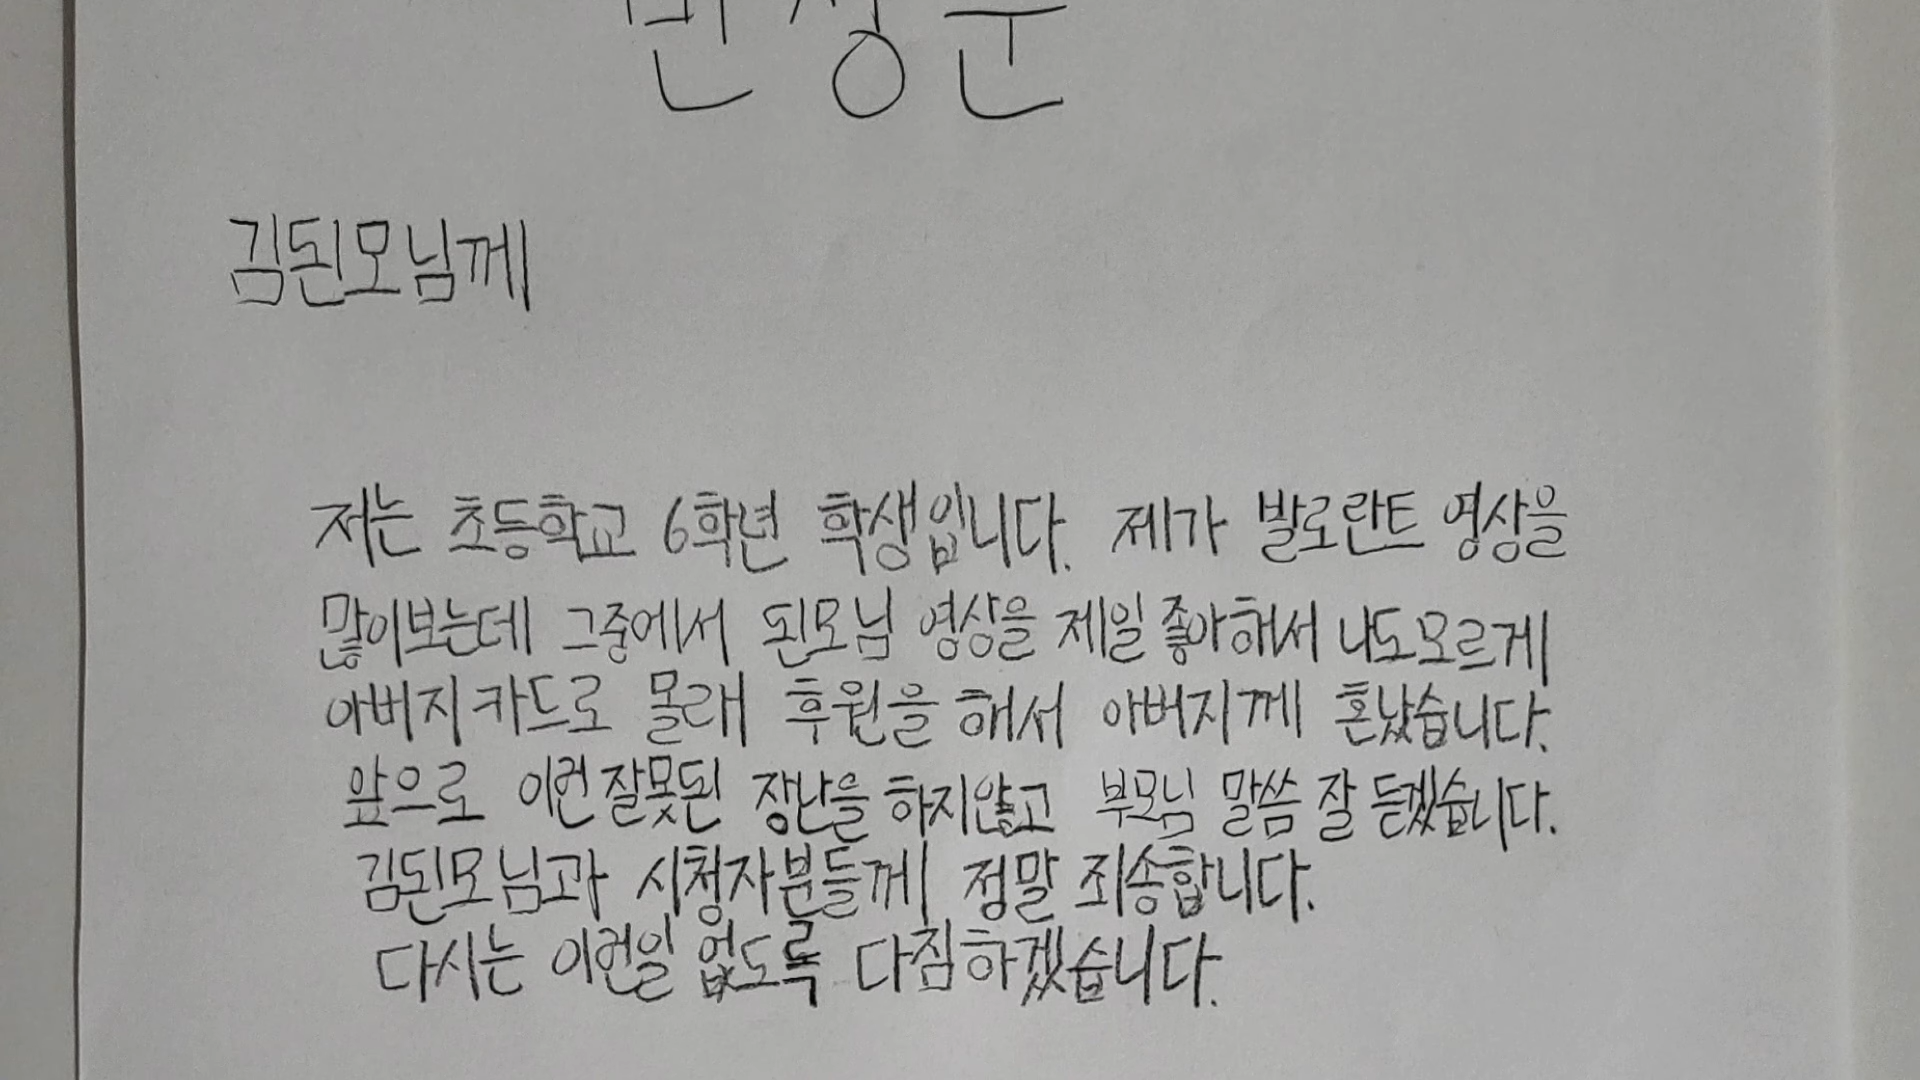 반성문
김된모님께
저는 초등학교 6학년 학생입니다. 제가 발로란트 영상을
많이보는데 그중에서 된모님 영상을 제일 좋아해서 나도모르게
아버지카드로 몰래 후원을 해서 아버지께 혼났습니다.
앞으로 이런잘못된 장난을 하지않고 부모님 말씀 잘 듣겠습니다.
김된모님과 시청자분들께 정말 죄송합니다.
다시는 이런일 없도록 다짐하겠습니다.